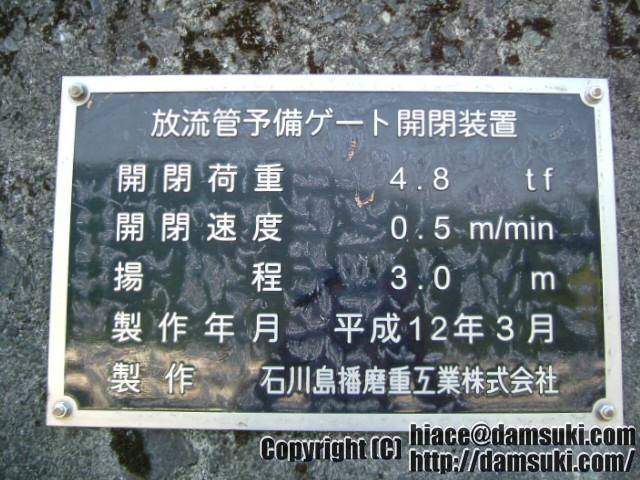 放流管予備ゲート開閉装置
開閉荷重 4.8 tf
開閉速度 0.5 m/min
揚程 3.0 m
製作年月 平成12年3月
製作 石川島播磨重工業株式会社
Copyright (C) hiace@damsuki.com
http://damsuki.com/